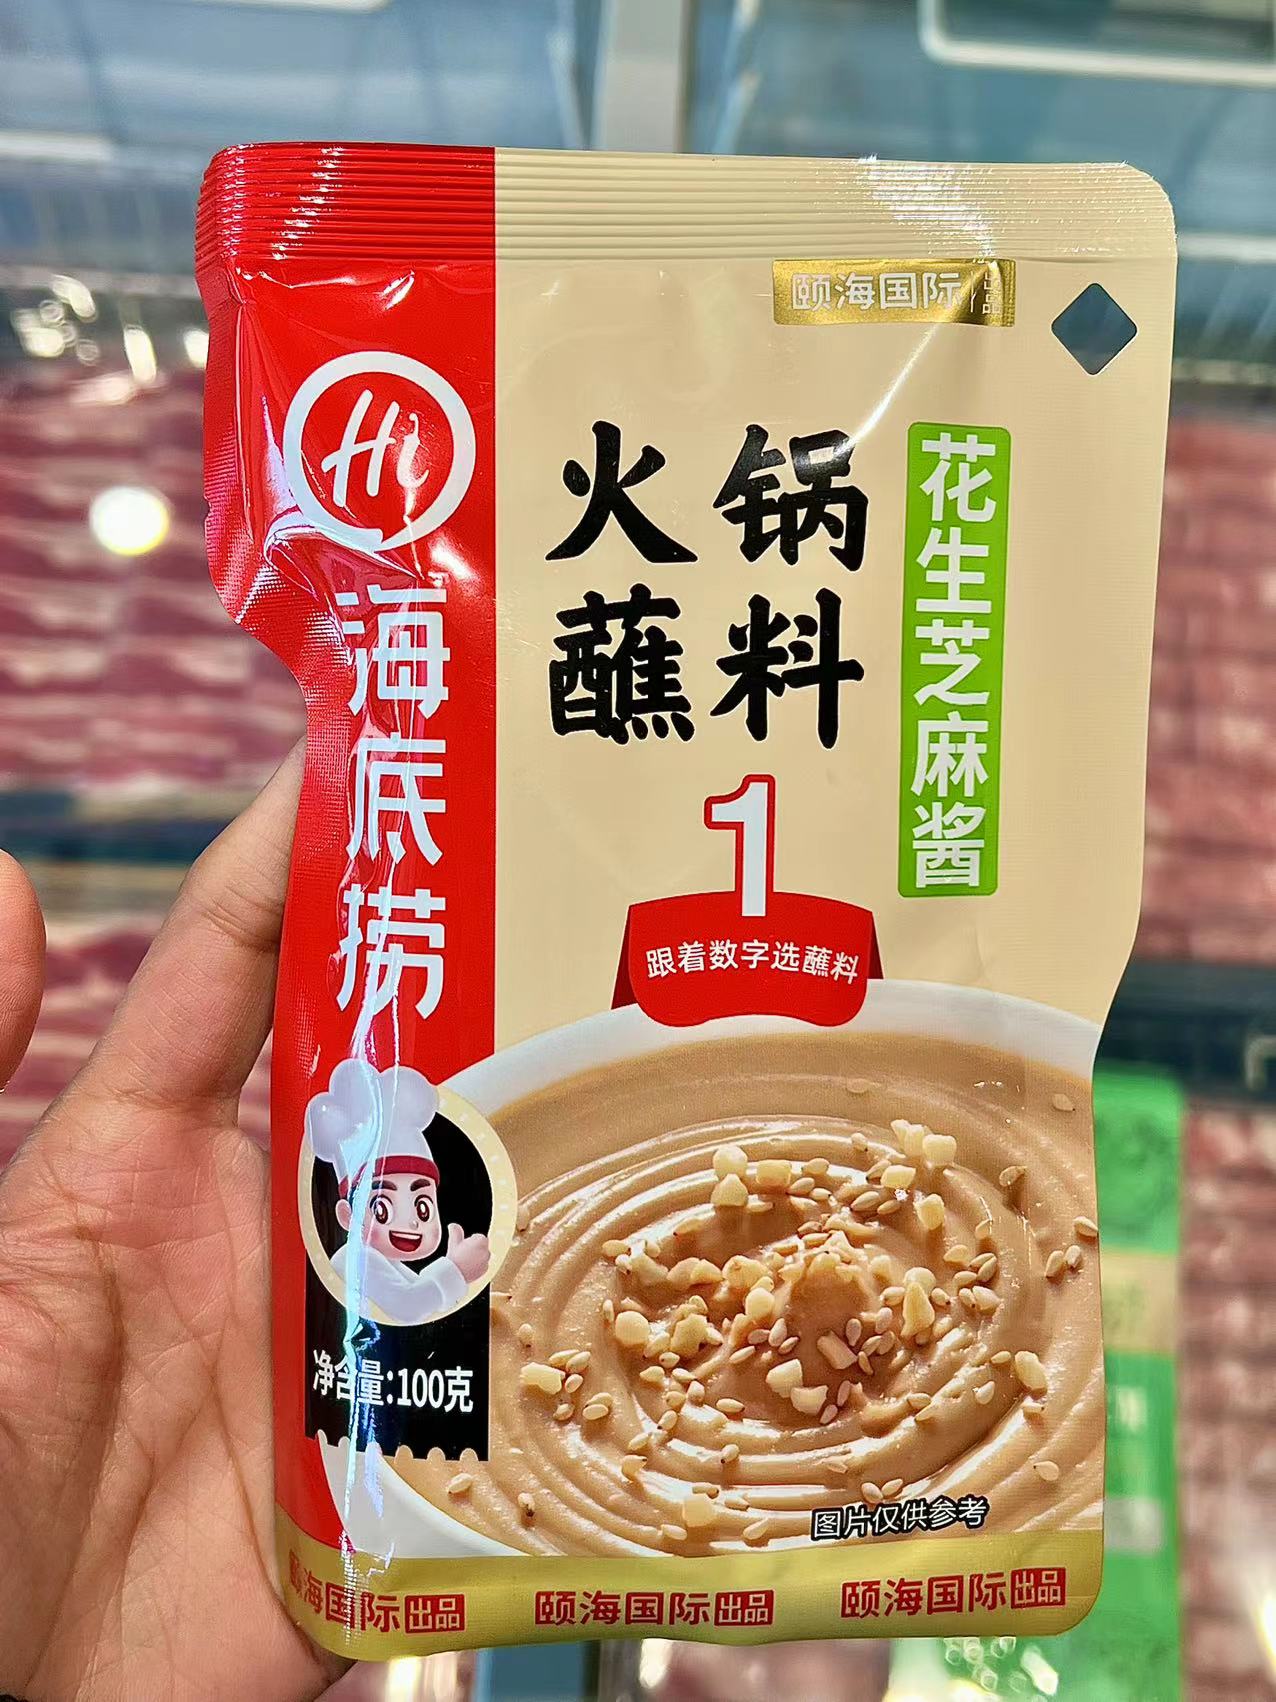 颐海国际出品
Hi
海底捞
火锅
蘸料
花生芝麻酱
1
跟着数字选蘸料
净含量:100克
图片仅供参考
颐海国际出品 颐海国际出品 颐海国际出品